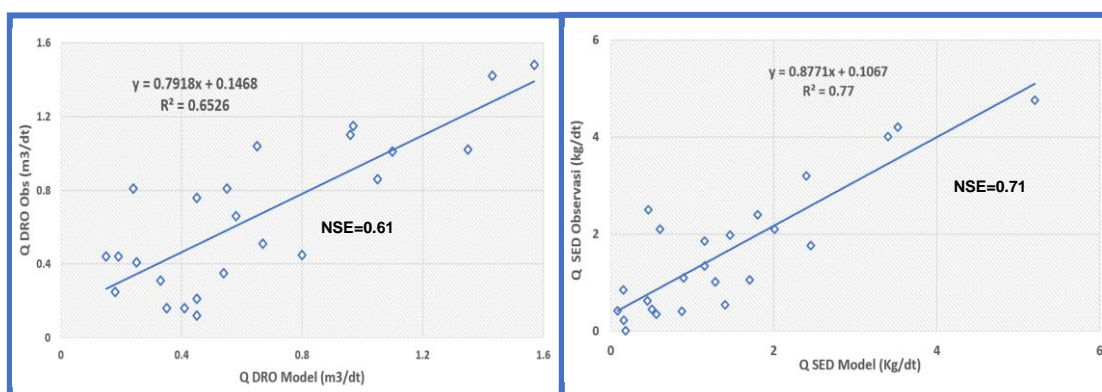 1.6
1.2
0.8
0.4
0
0
0.4
0.8
1.2
1.6
y = 0.7918x + 0.1468
R² = 0.6526
NSE=0.61
Q DRO Obs (m3/dt)
Q DRO Model (m3/dt)
6
4
2
0
0
2
4
6
y = 0.8771x + 0.1067
R² = 0.77
NSE=0.71
Q SED Observasi (kg/dt)
Q SED Model (Kg/dt)